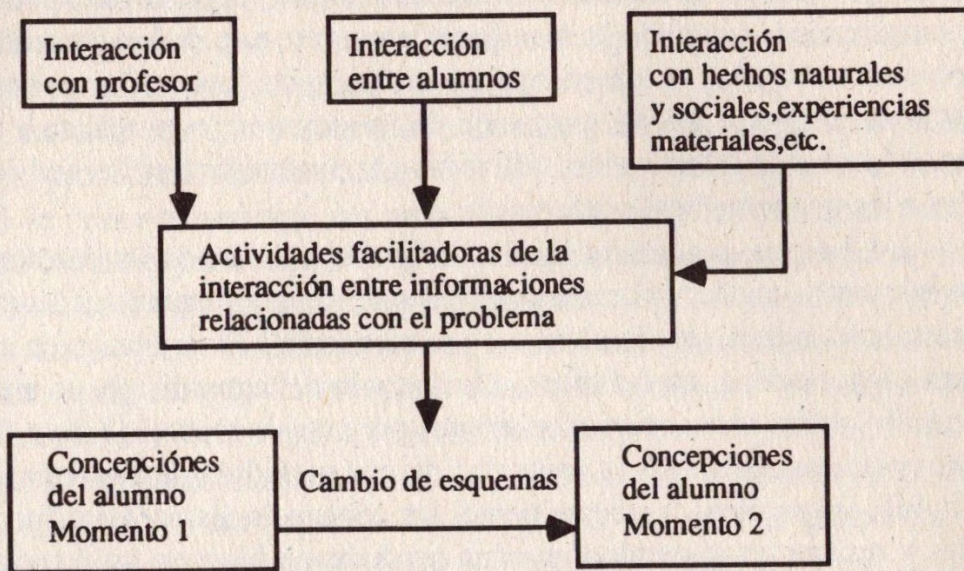 Interacción
con profesor
Interacción
entre alumnos
Interacción
con hechos naturales
y sociales,experiencias
materiales,etc.
Actividades facilitadoras de la
interacción entre informaciones
relacionadas con el problema
Concepciónes
del alumno
Momento 1
Cambio de esquemas
Concepciones
del alumno
Momento 2